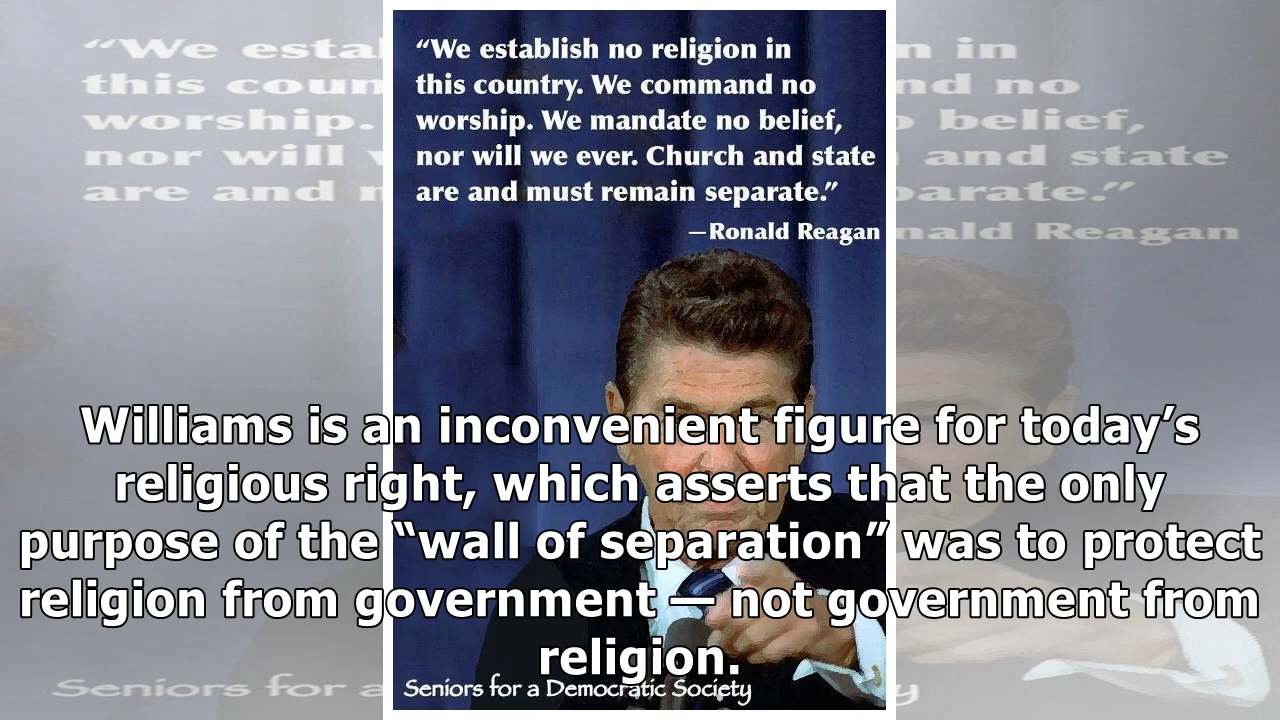 “We establish no religion in
this country. We command no
worship. We mandate no belief,
nor will we ever. Church and state
are and must remain separate.”
—Ronald Reagan
Williams is an inconvenient figure for today’s
religious right, which asserts that the only
purpose of the “wall of separation” was to protect
religion from government — not government from
religion.
Seniors for a Democratic Society